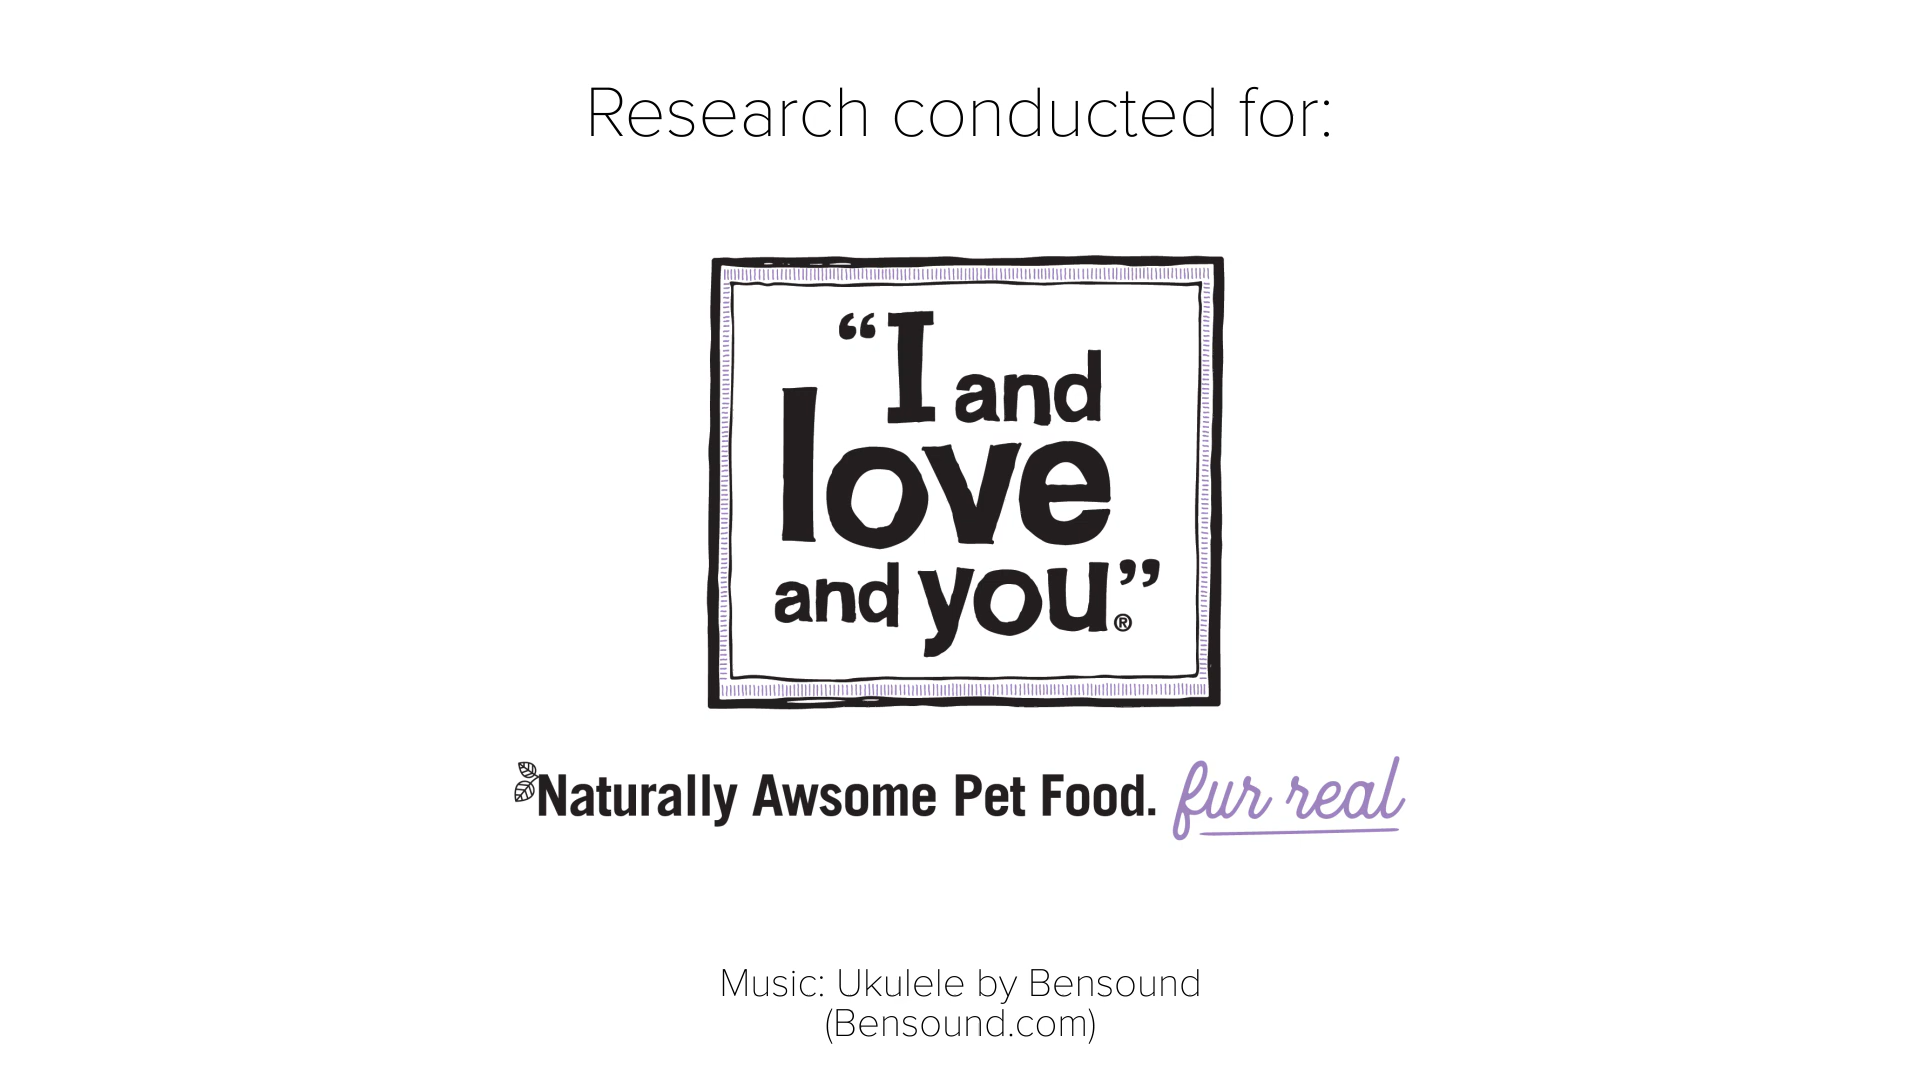 Research conducted for:
“I and
love
and you”®
Naturally Awsome Pet Food. fur real
Music: Ukulele by Bensound
(Bensound.com)